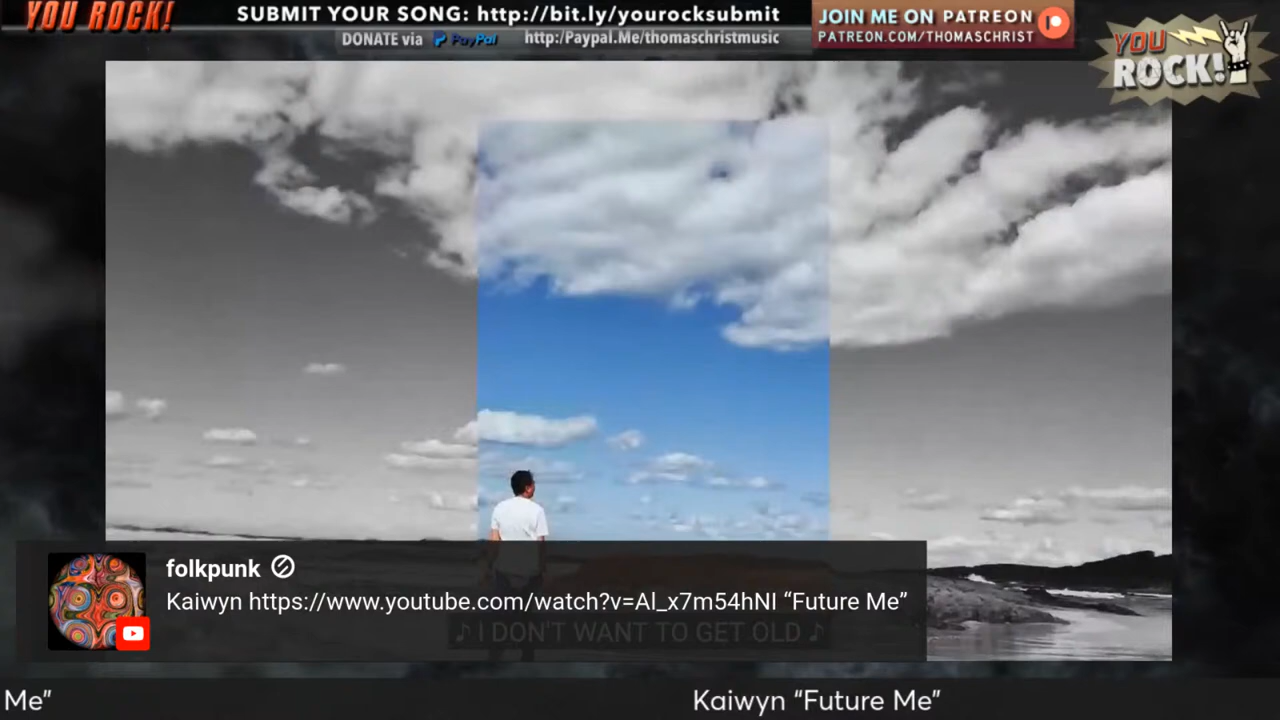 YOU ROCK!
SUBMIT YOUR SONG: http://bit.ly/yourocksubmit
DONATE via PayPal http:/Paypal.Me/thomaschristmusic
JOIN ME ON PATREON
PATREON.COM/THOMASCHRIST
YOU
ROCK!
folkpunk
Kaiwyn https://www.youtube.com/watch?v=Al_x7m54hNI “Future Me”
♪ I DON'T WANT TO GET OLD ♪
Me” Kaiwyn “Future Me”